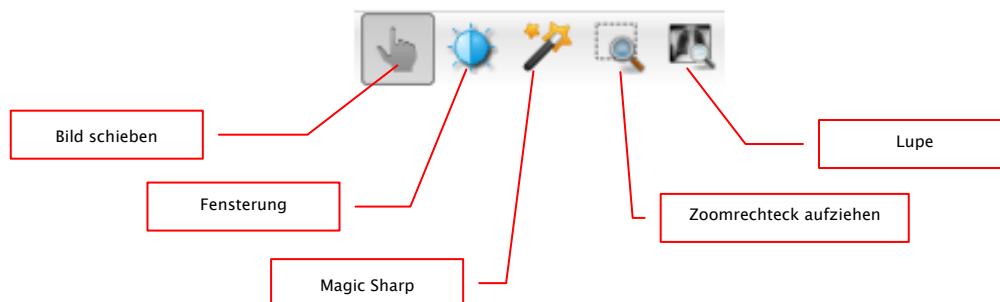 Bild schieben
Lupe
Fensterung
Zoomrechteck aufziehen
Magic Sharp